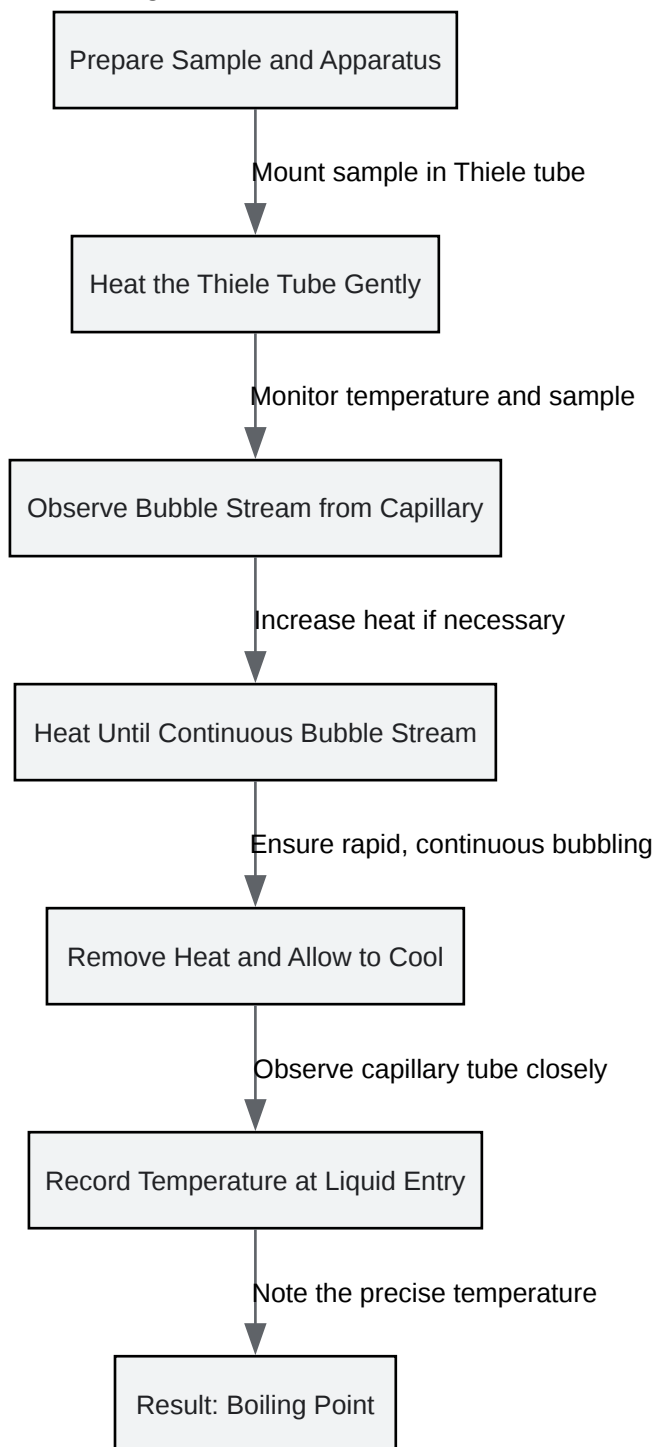 Prepare Sample and Apparatus
Mount sample in Thiele tube
Heat the Thiele Tube Gently
Monitor temperature and sample
Observe Bubble Stream from Capillary
Increase heat if necessary
Heat Until Continuous Bubble Stream
Ensure rapid, continuous bubbling
Remove Heat and Allow to Cool
Observe capillary tube closely
Record Temperature at Liquid Entry
Note the precise temperature
Result: Boiling Point